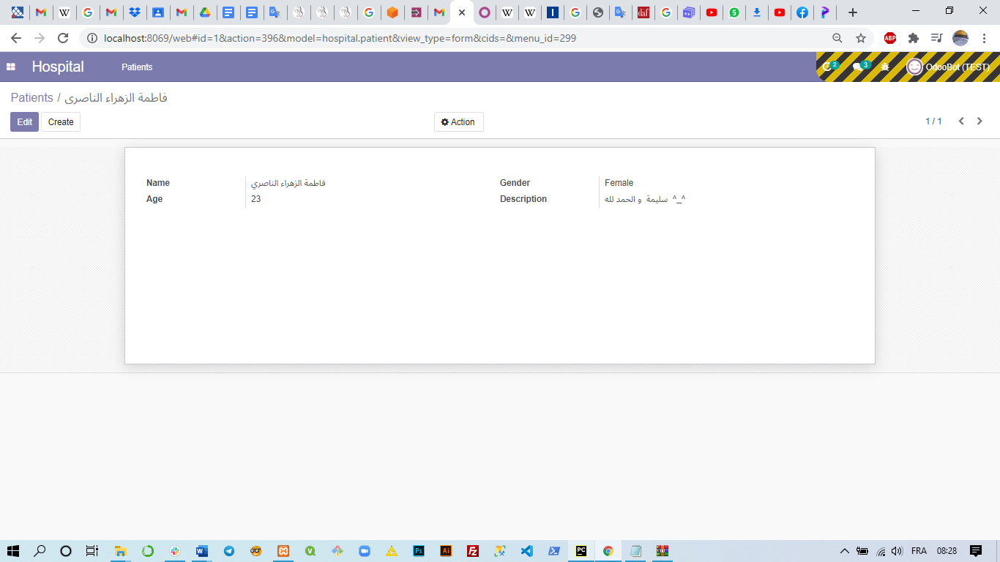 localhost:8069/web#id=1&action=396&model=hospital.patient&view_type=form&cids=&menu_id=299
ABP
Hospital Patients 2 3 OdooBot (TEST)
Patients / فاطمة الزهراء الناصري
Edit Create Action 1 / 1
Name فاطمة الزهراء الناصري Gender Female
Age 23 Description سليمة و الحمد لله ^_^
FRA 08:28